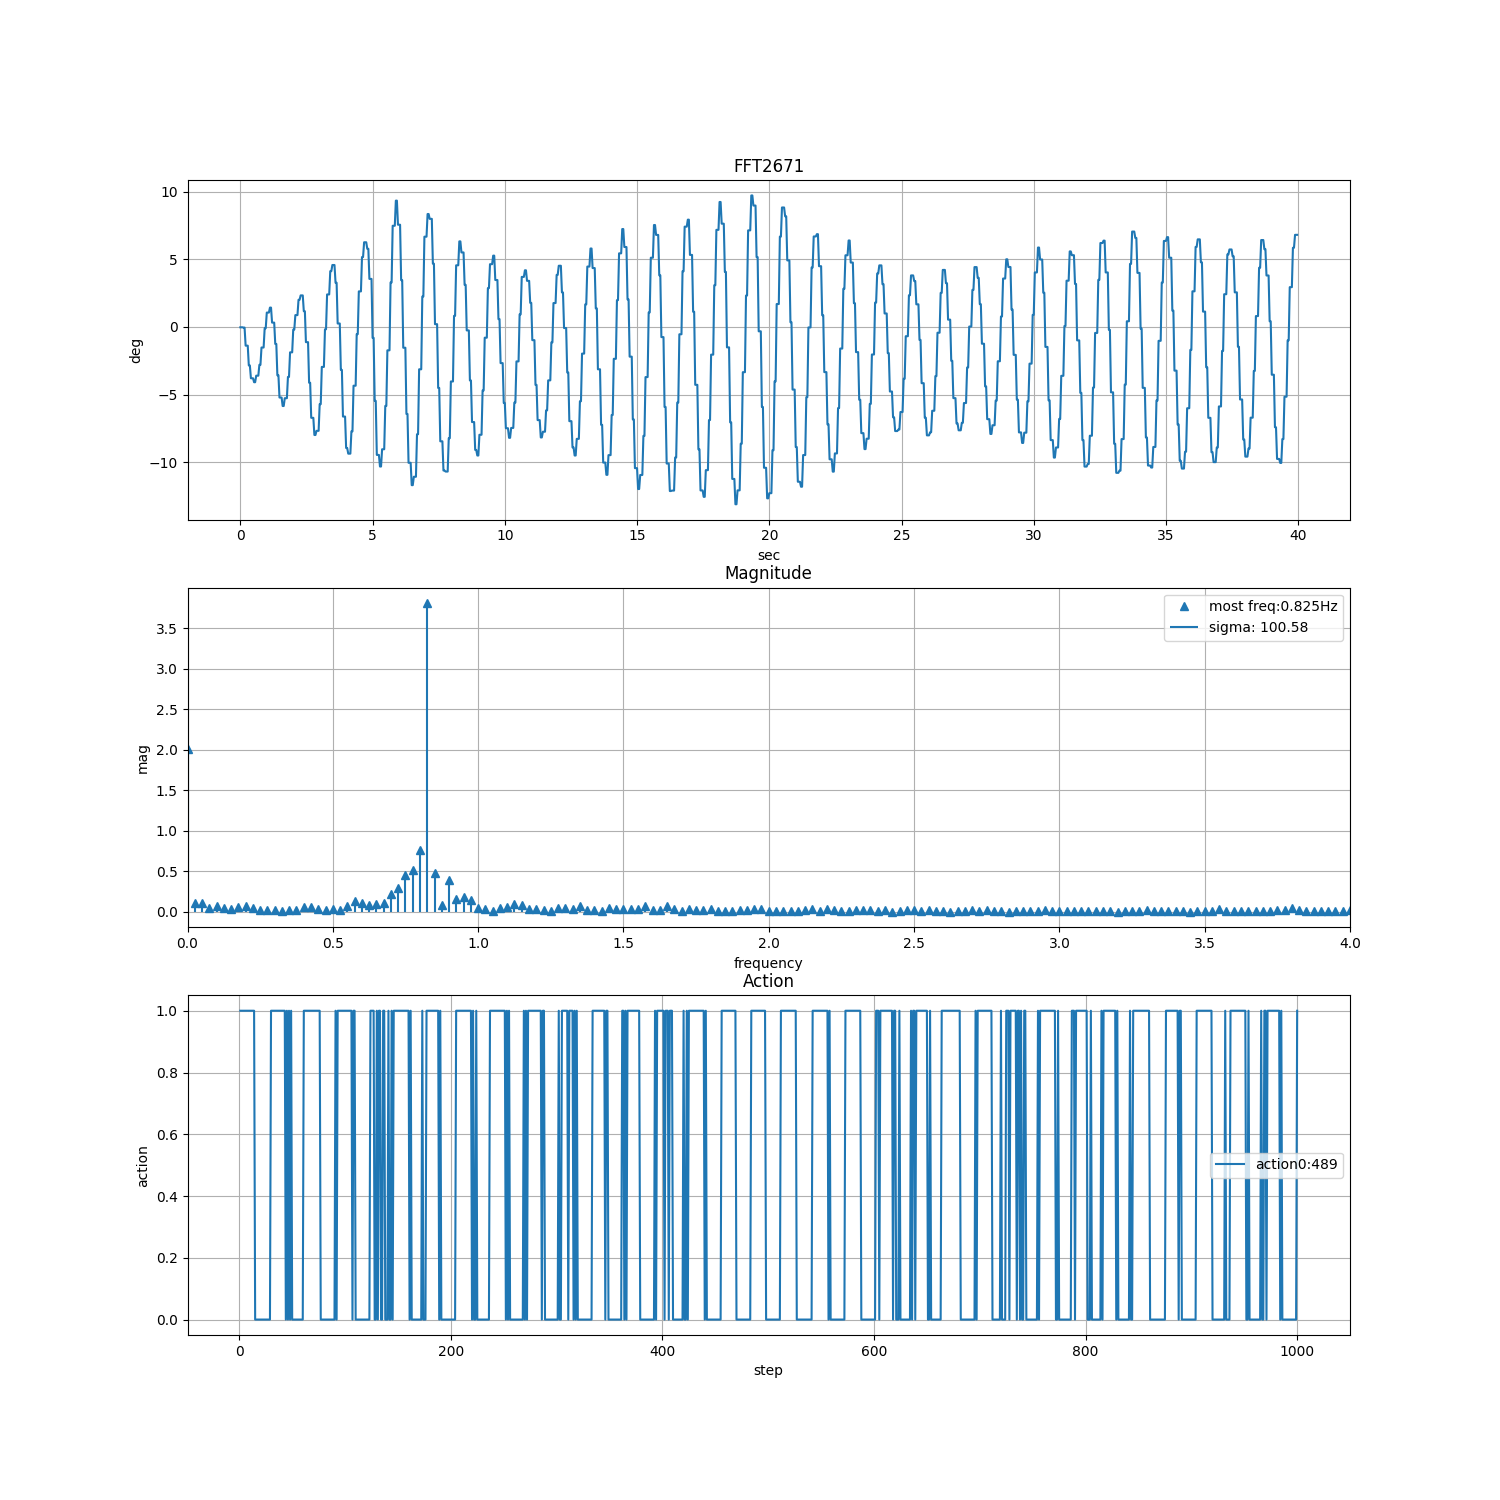 FFT2671
10
5
0
−5
−10
deg
0 5 10 15 20 25 30 35 40
sec
Magnitude
most freq:0.825Hz
sigma: 100.58
3.5
3.0
2.5
2.0
1.5
1.0
0.5
0.0
mag
0.0 0.5 1.0 1.5 2.0 2.5 3.0 3.5 4.0
frequency
Action
1.0
0.8
0.6
0.4
0.2
0.0
action
action0:489
0 200 400 600 800 1000
step